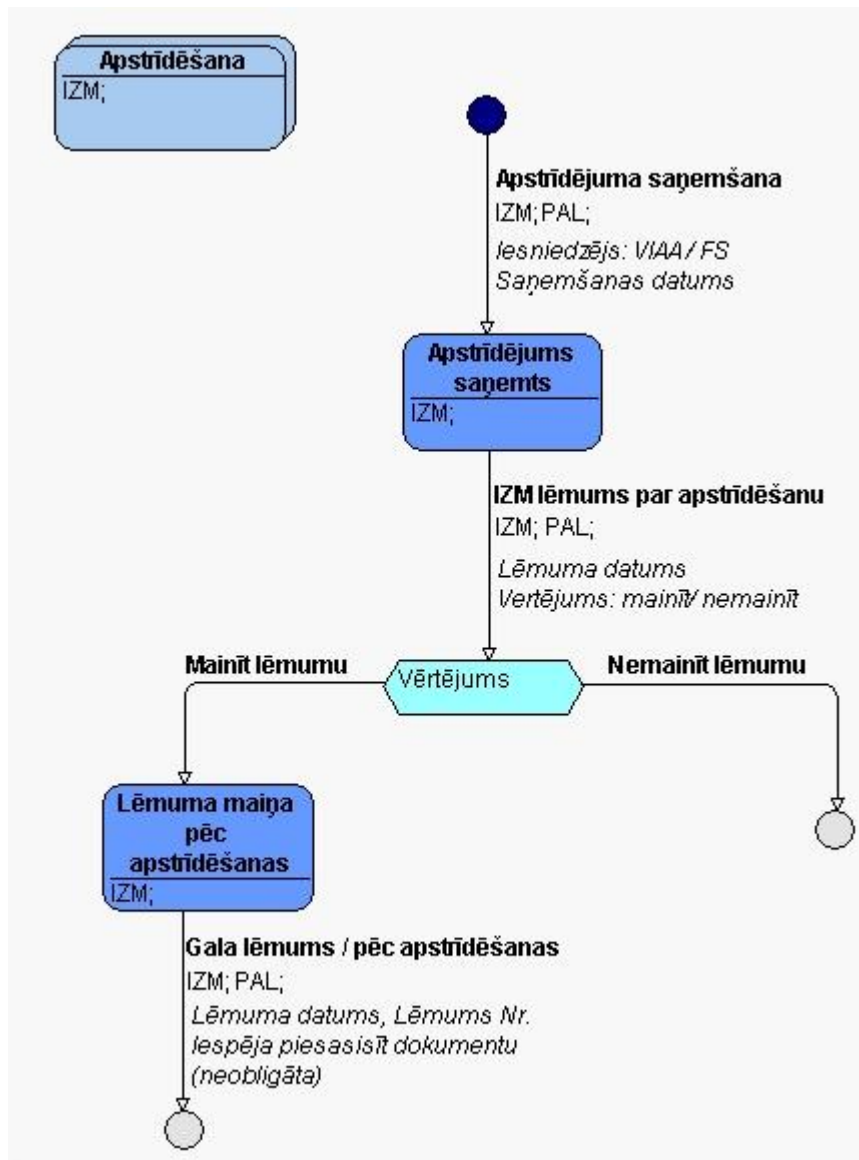 Apstrīdēšana
IZM;
Apstrīdējuma saņemšana
IZM; PAL;
Iesniedzējs: VIAA / FS
Saņemšanas datums
Apstrīdējums
saņemts
IZM;
IZM lēmums par apstrīdēšanu
IZM; PAL;
Lēmuma datums
Vertējums: mainīt/ nemainīt
Mainīt lēmumu
Vērtējums
Nemainīt lēmumu
Lēmuma maiņa
pēc
apstrīdēšanas
IZM;
Gala lēmums / pēc apstrīdēšanas
IZM; PAL;
Lēmuma datums, Lēmums Nr.
Iespēja piesasisīt dokumentu
(neobligāta)